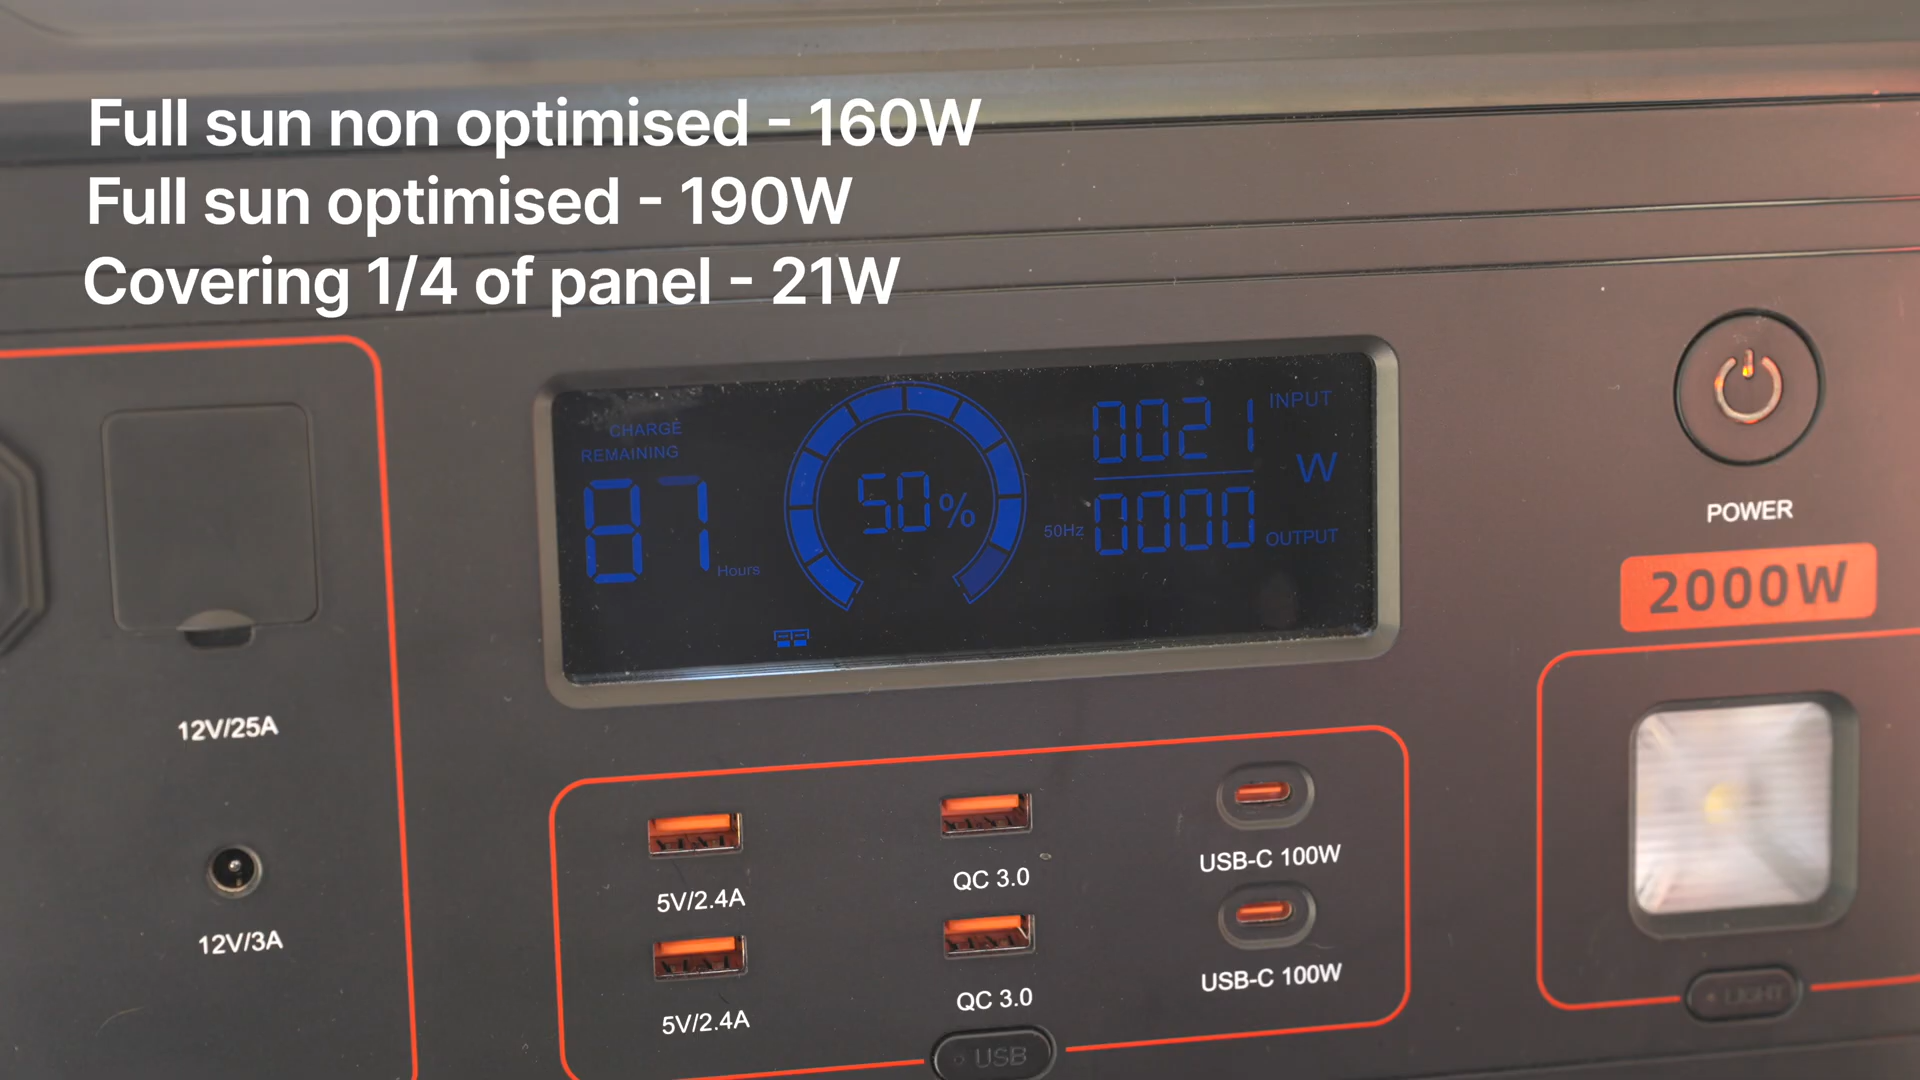 Full sun non optimised - 160W
Full sun optimised - 190W
Covering 1/4 of panel - 21W
CHARGE
REMAINING
87
Hours
50%
0021
INPUT
W
50Hz
0000
OUTPUT
POWER
2000W
12V/25A
12V/3A
5V/2.4A
QC 3.0
USB-C 100W
5V/2.4A
QC 3.0
USB-C 100W
USB
LIGHT